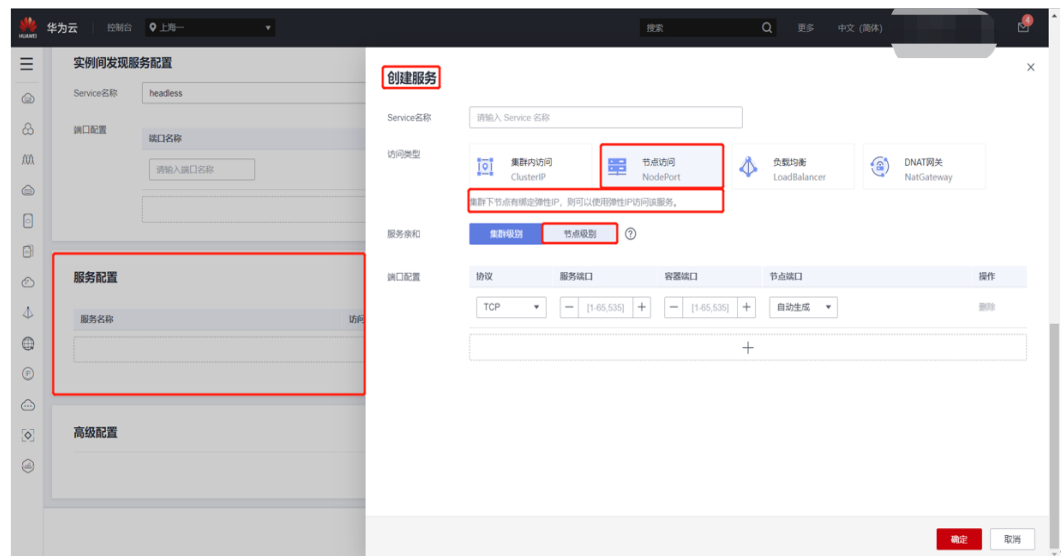 HUAWEI 华为云 控制台 上海一 搜索 更多 中文 (简体) 4
实例间发现服务配置
Service名称 headless
端口配置 端口名称
请输入端口名称
服务配置
服务名称 访问
高级配置
创建服务
Service名称 请输入 Service 名称
访问类型 集群内访问 节点访问 负载均衡 DNAT网关
ClusterIP NodePort LoadBalancer NatGateway
集群下节点有绑定弹性IP，则可以使用弹性IP访问该服务。
服务亲和 集群级别 节点级别 ?
端口配置 协议 服务端口 容器端口 节点端口 操作
TCP − [1-65,535] + − [1-65,535] + 自动生成 删除
+
确定 取消